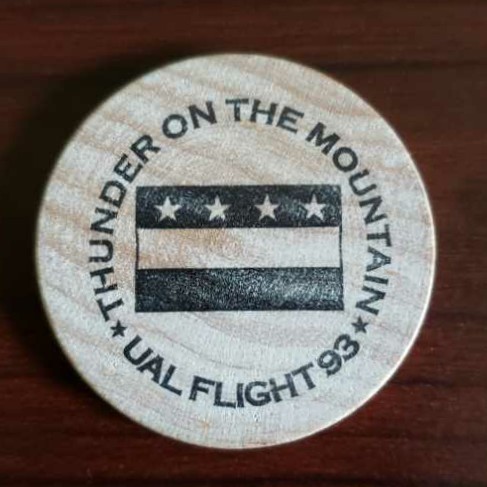 THUNDER ON THE MOUNTAIN
UAL FLIGHT 93